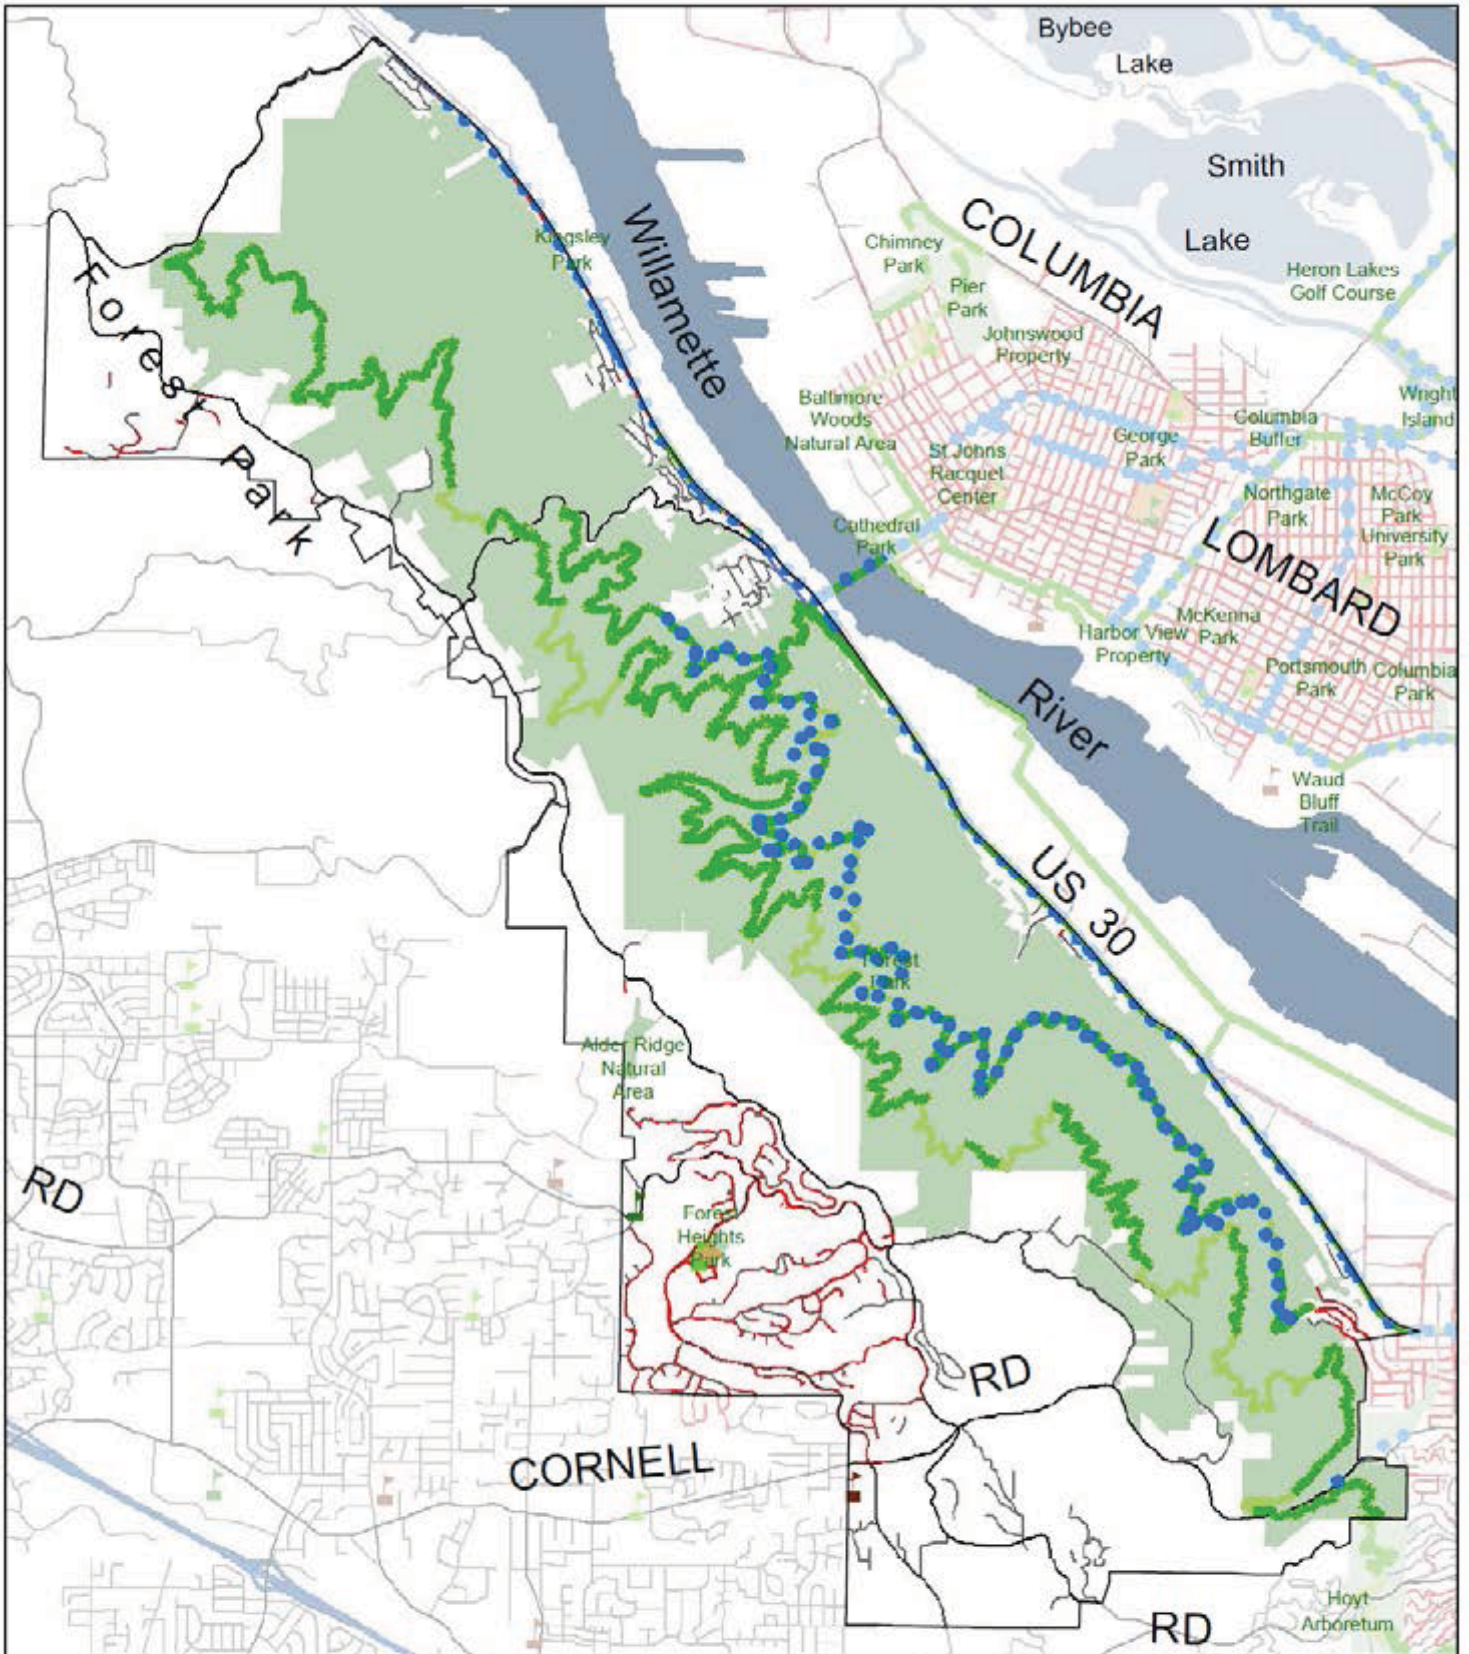 Bybee
Lake
Smith
Lake
COLUMBIA
Willamette
Kingsley
Park
Chimney
Park
Pier
Park
Heron Lakes
Golf Course
Johnswood
Property
Forest
Park
Baltimore
Woods
Natural Area
Wright
Island
Columbia
Buffer
George
Park
St Johns
Racquet
Center
Northgate
Park
McCoy
Park
University
Park
Cathedral
Park
LOMBARD
McKenna
Park
Harbor View
Property
Portsmouth
Park
Columbia
Park
River
Waud
Bluff
Trail
US 30
Forest
Park
Alder Ridge
Natural
Area
RD
Forest
Heights
Park
RD
CORNELL
Hoyt
Arboretum
RD